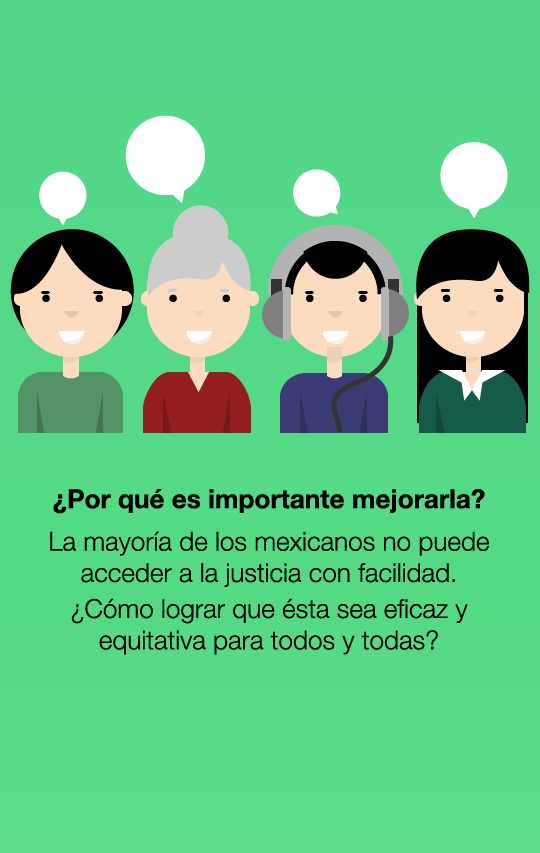 ¿Por qué es importante mejorarla?
La mayoría de los mexicanos no puede
acceder a la justicia con facilidad.
¿Cómo lograr que ésta sea eficaz y
equitativa para todos y todas?